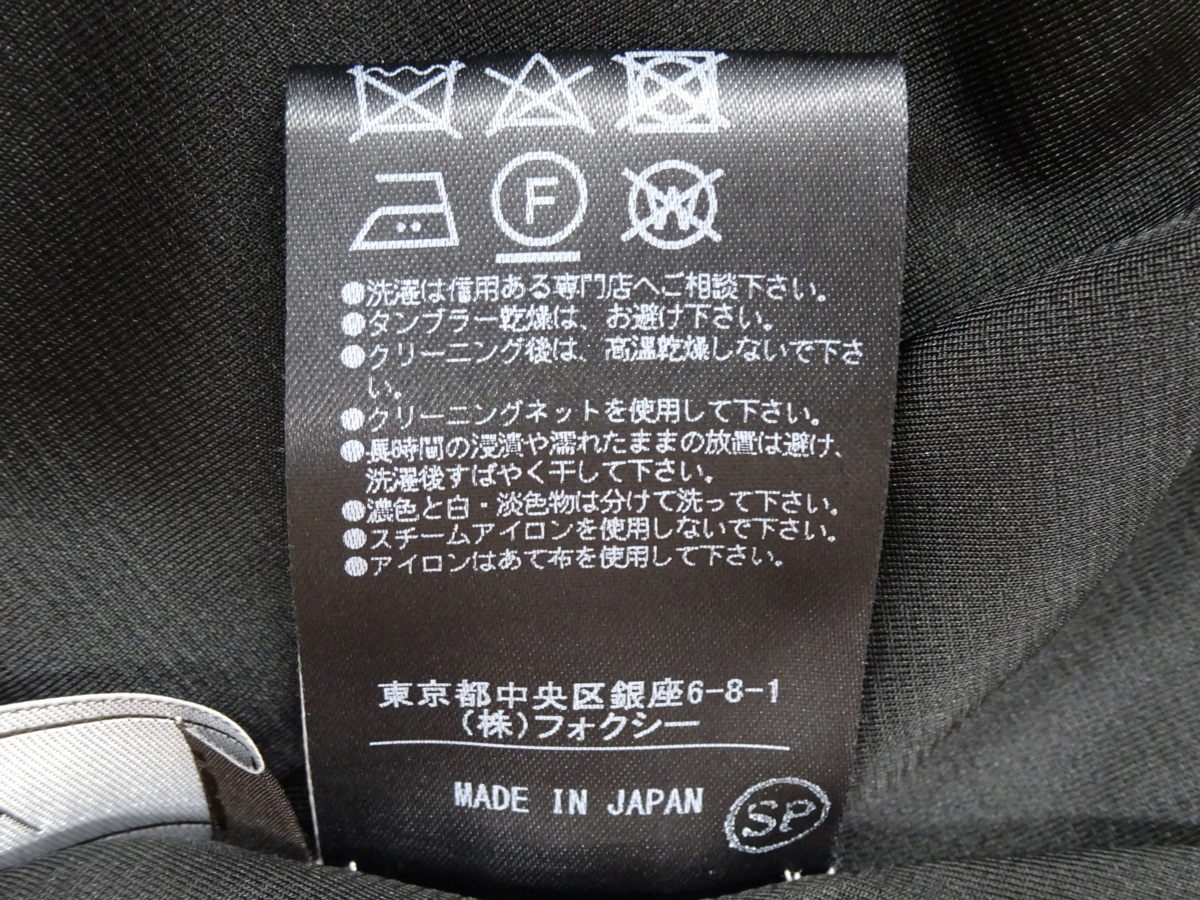 F
W
●洗濯は信用ある専門店へご相談下さい。
●タンブラー乾燥は、お避け下さい。
●クリーニング後は、高温乾燥しないで下さ
い。
●クリーニングネットを使用して下さい。
●長時間の浸漬や濡れたままの放置は避け、
洗濯後すばやく干して下さい。
●濃色と白・淡色物は分けて洗って下さい。
●スチームアイロンを使用しないで下さい。
●アイロンはあて布を使用して下さい。
東京都中央区銀座6-8-1
(株)フォクシー
MADE IN JAPAN
SP